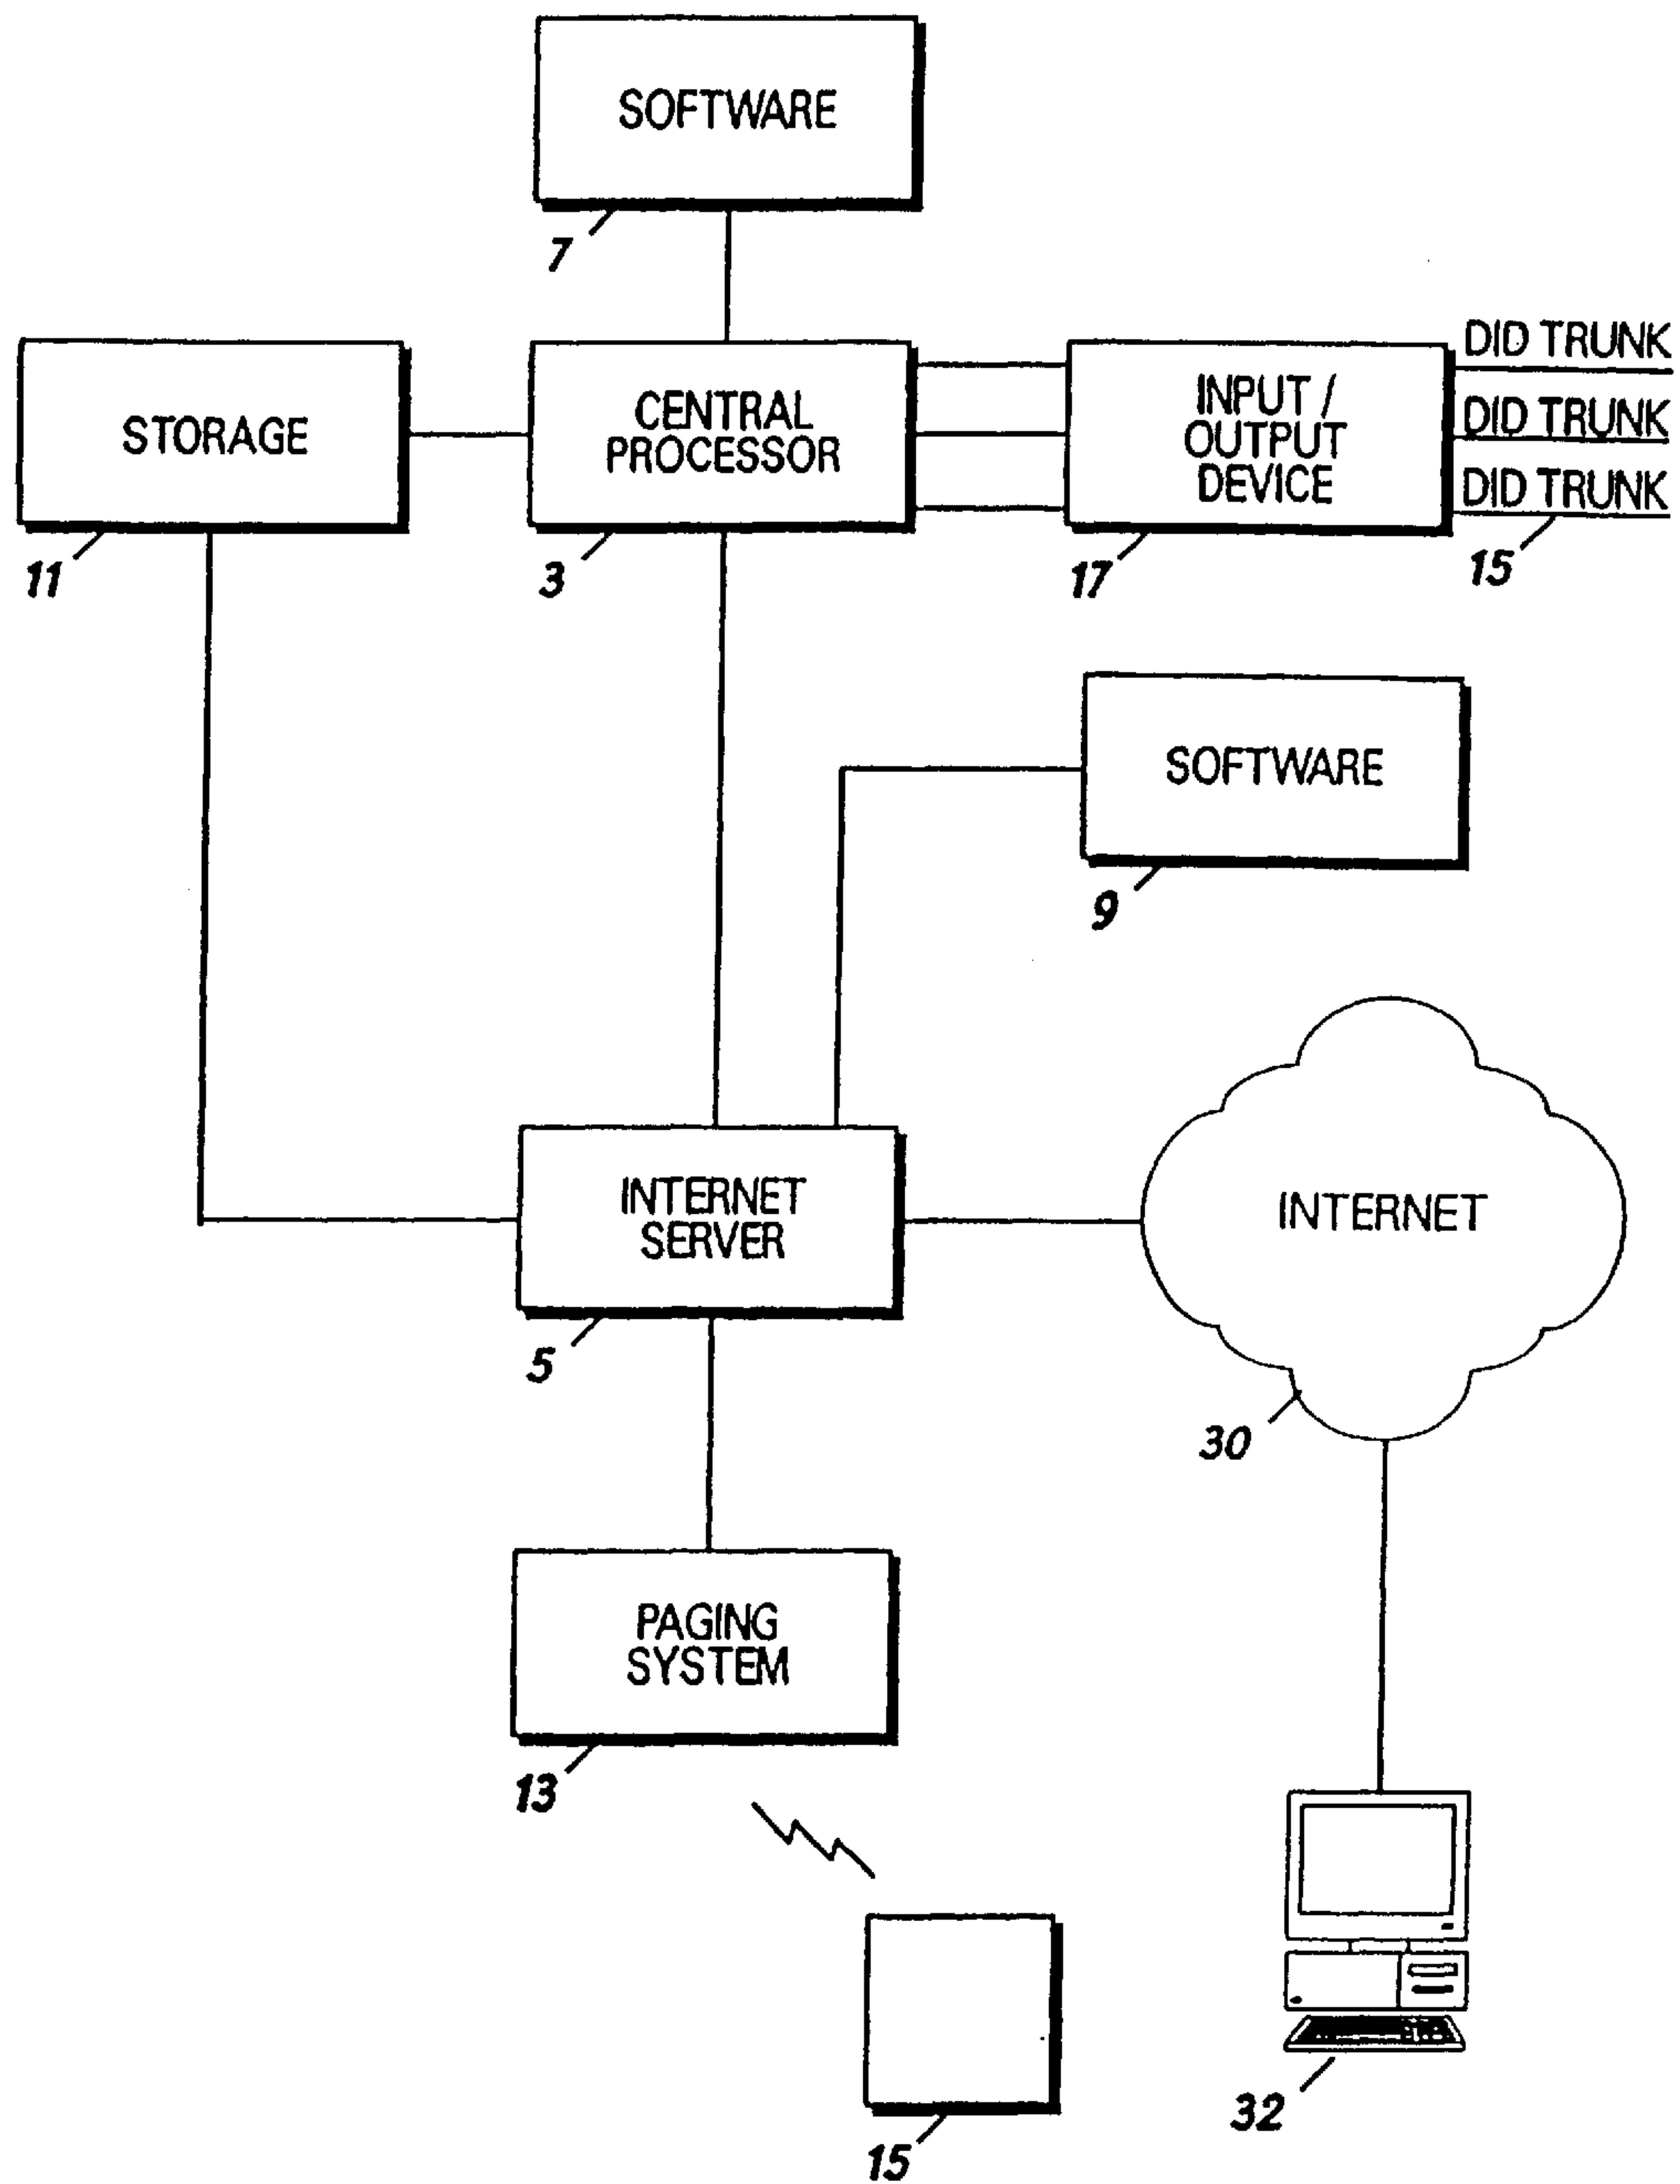 SOFTWARE
7
DID TRUNK
STORAGE
CENTRAL
PROCESSOR
INPUT /
OUTPUT
DEVICE
DID TRUNK
DID TRUNK
11
3
17
15
SOFTWARE
9
INTERNET
SERVER
INTERNET
5
30
PAGING
SYSTEM
13
32
15